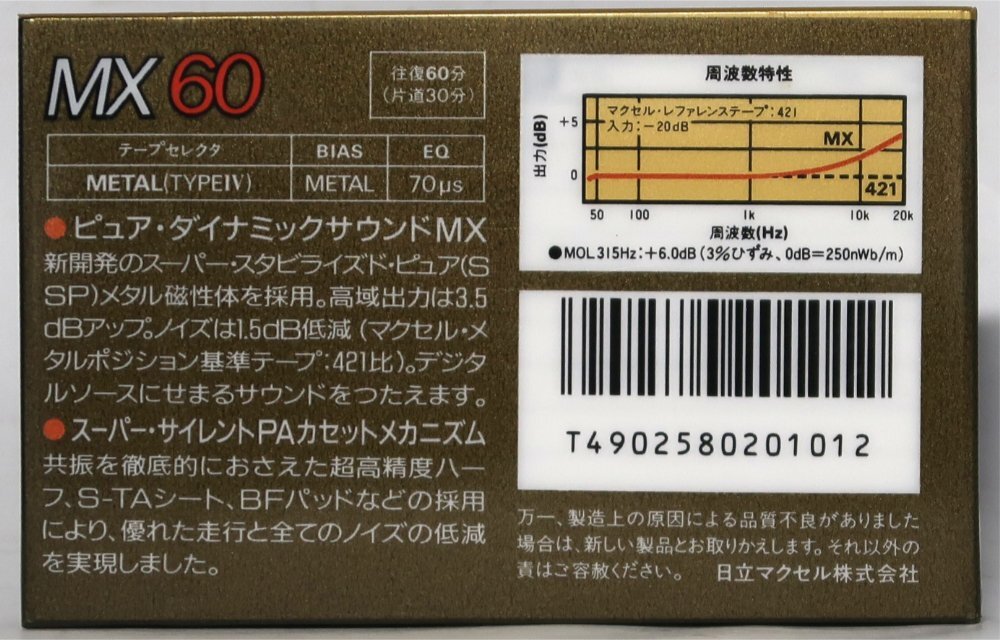 MX 60
往復60分
(片道30分)
テープセレクタ BIAS EQ
METAL(TYPEⅣ) METAL 70μs
●ピュア・ダイナミックサウンドMX
新開発のスーパー・スタビライズド・ピュア(S
SP)メタル磁性体を採用。高域出力は3.5
dBアップ。ノイズは1.5dB低減(マクセル・メ
タルポジション基準テープ:421比)。デジタ
ルソースにせまるサウンドをつたえます。
●スーパー・サイレントPAカセットメカニズム
共振を徹底的におさえた超高精度ハー
フ、S-TAシート、BFパッドなどの採用
により、優れた走行と全てのノイズの低減
を実現しました。
周波数特性
マクセル・レファレンステープ:421
入力:-20dB
出力(dB)
+5
0
MX
421
50 100 1k 10k 20k
周波数(Hz)
●MOL315Hz:+6.0dB(3%ひずみ、0dB=250nWb/m)
T4902580201012
万一、製造上の原因による品質不良がありました
場合は、新しい製品とお取りかえします。それ以外の
責はご容赦ください。 日立マクセル株式会社